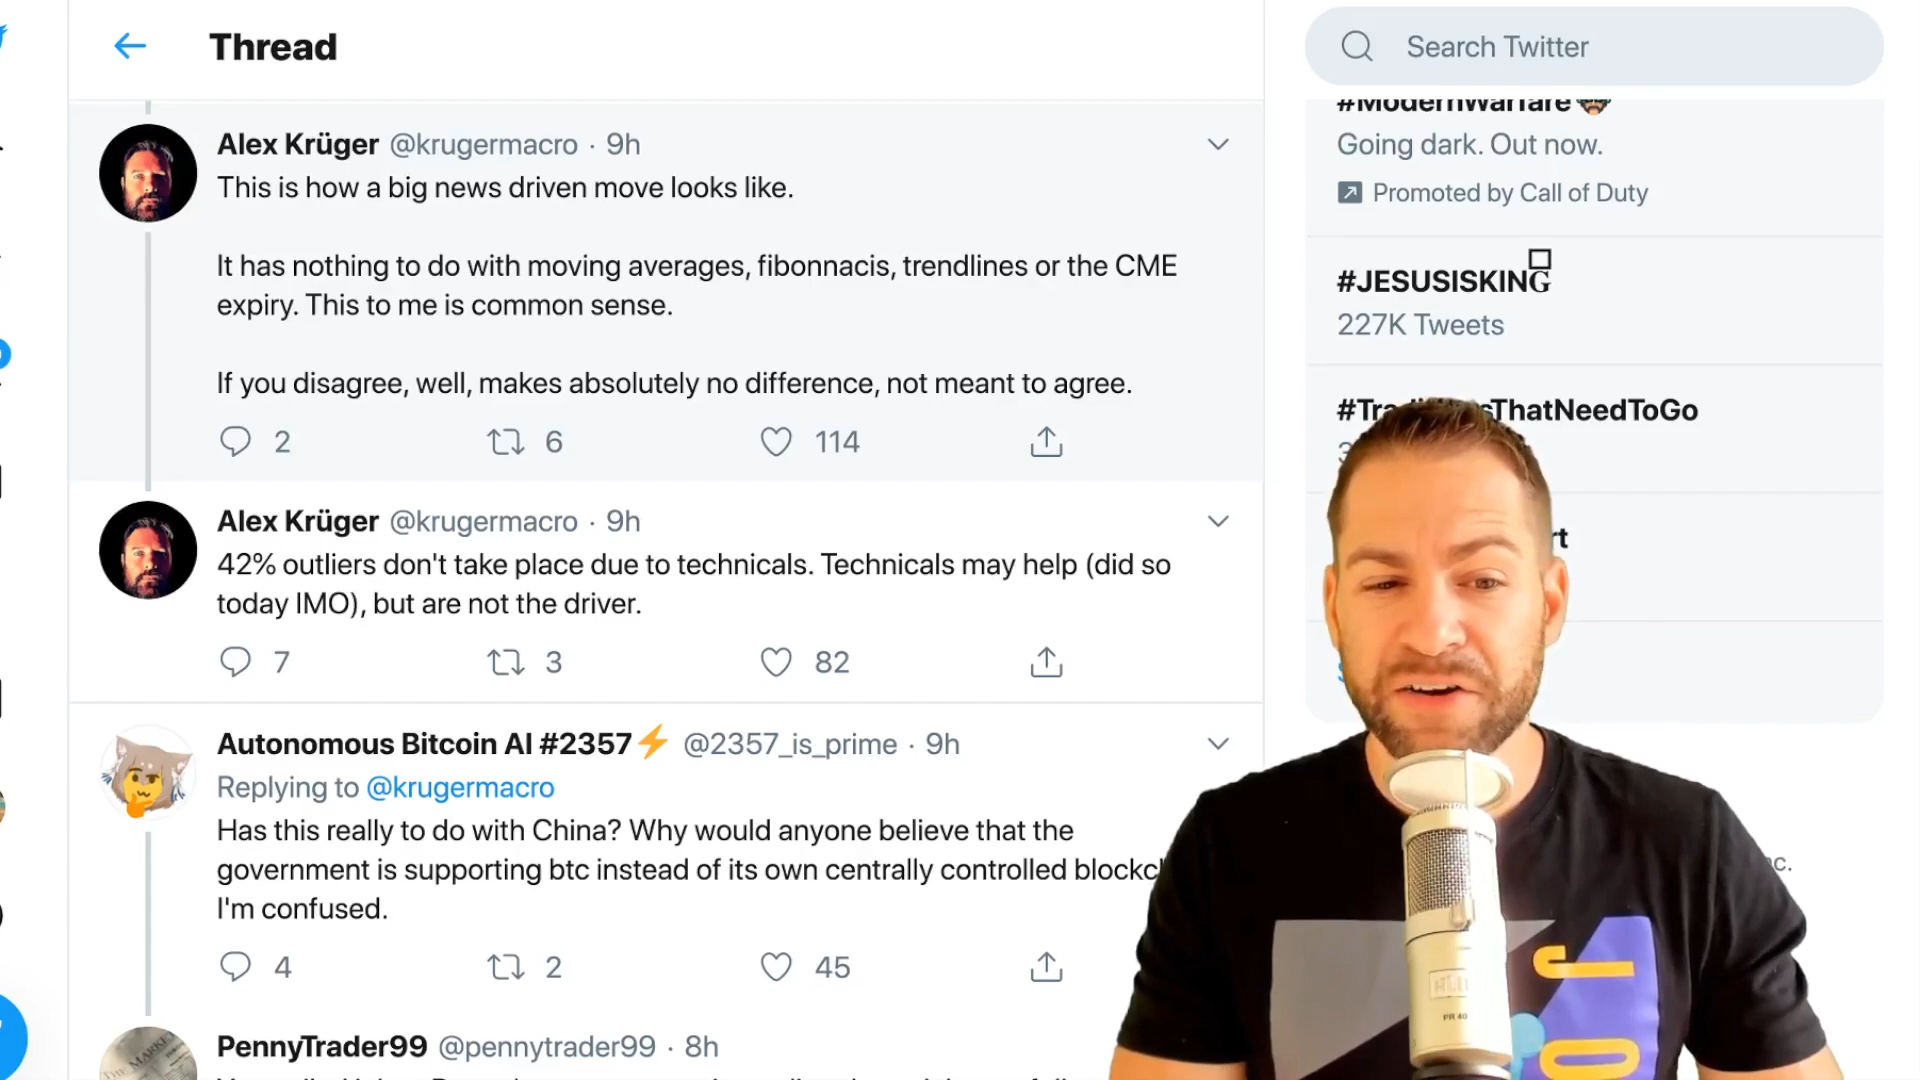 Thread
Search Twitter
#ModernWarfare
Going dark. Out now.
Promoted by Call of Duty
#JESUSISKING
227K Tweets
ThatNeedToGo
Alex Krüger @krugermacro · 9h
This is how a big news driven move looks like.
It has nothing to do with moving averages, fibonnacis, trendlines or the CME
expiry. This to me is common sense.
If you disagree, well, makes absolutely no difference, not meant to agree.
2 6 114
Alex Krüger @krugermacro · 9h
42% outliers don't take place due to technicals. Technicals may help (did so
today IMO), but are not the driver.
7 3 82
Autonomous Bitcoin AI #2357⚡ @2357_is_prime · 9h
Replying to @krugermacro
Has this really to do with China? Why would anyone believe that the
government is supporting btc instead of its own centrally controlled
I'm confused.
4 2 45
PennyTrader99 @pennytrader99 · 8h
PR 40